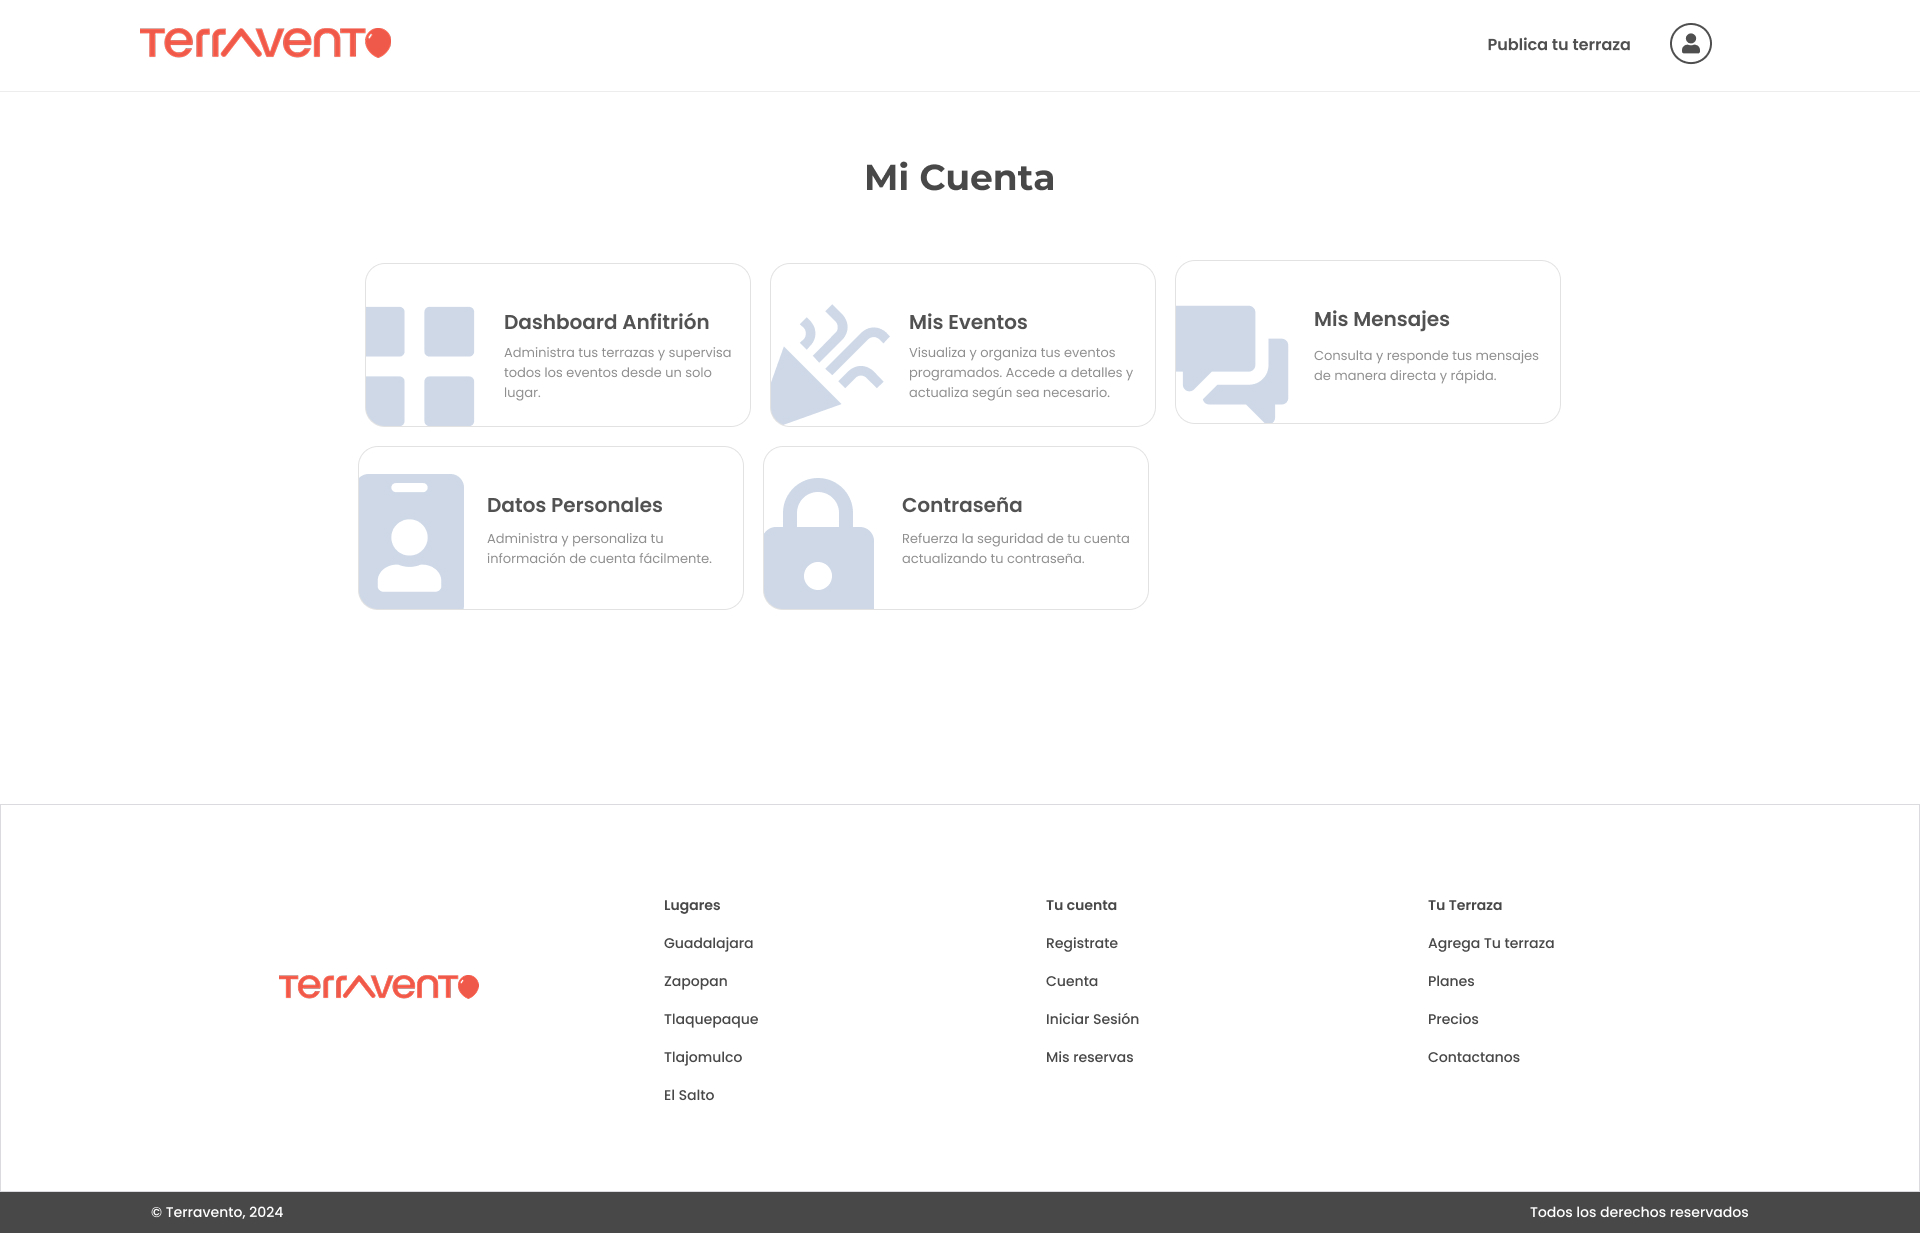 Terravento
Publica tu terraza
Mi Cuenta
Dashboard Anfitrión
Administra tus terrazas y supervisa
todos los eventos desde un solo
lugar.
Mis Eventos
Visualiza y organiza tus eventos
programados. Accede a detalles y
actualiza según sea necesario.
Mis Mensajes
Consulta y responde tus mensajes
de manera directa y rápida.
Datos Personales
Administra y personaliza tu
información de cuenta fácilmente.
Contraseña
Refuerza la seguridad de tu cuenta
actualizando tu contraseña.
Terravento
Lugares
Guadalajara
Zapopan
Tlaquepaque
Tlajomulco
El Salto
Tu cuenta
Registrate
Cuenta
Iniciar Sesión
Mis reservas
Tu Terraza
Agrega Tu terraza
Planes
Precios
Contactanos
© Terravento, 2024
Todos los derechos reservados